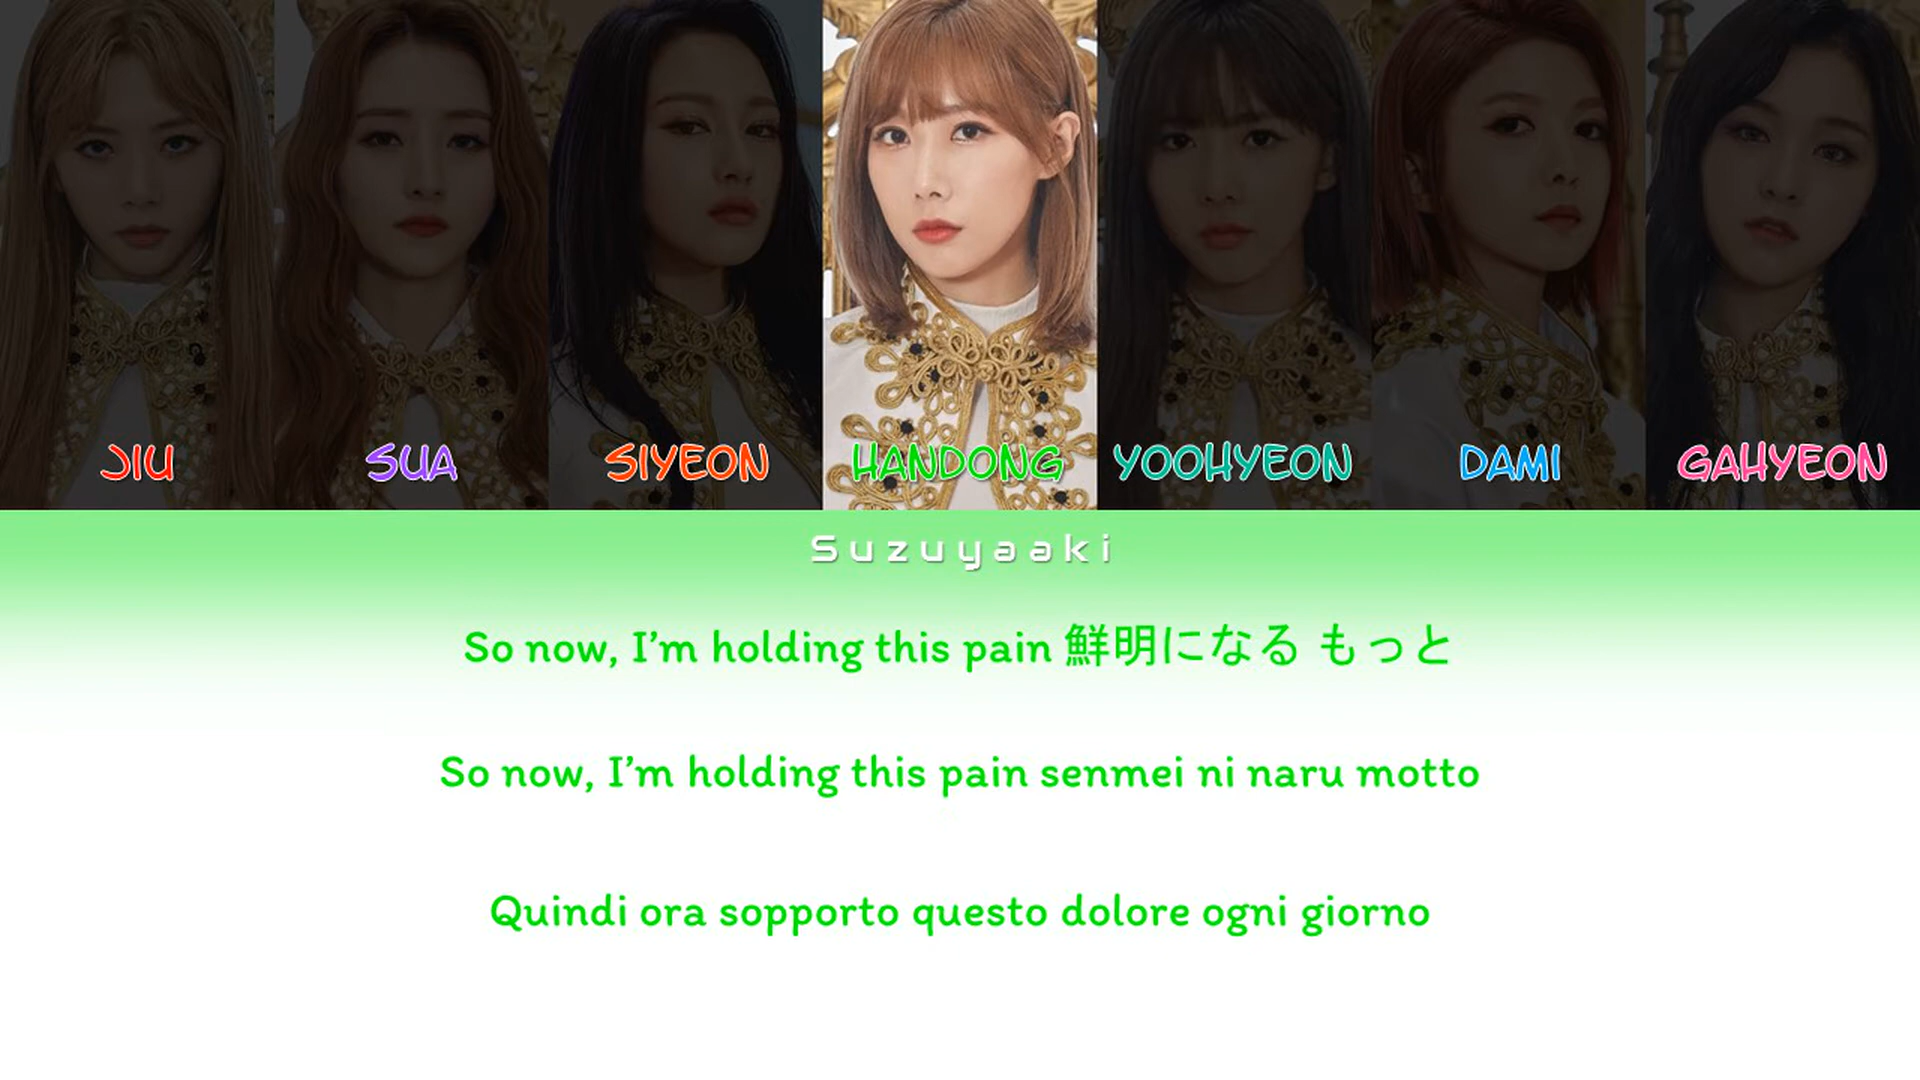 JIU SUA SIYEON HANDONG YOOHYEON DAMI GAHYEON
Suzuyaaki
So now, I'm holding this pain 鮮明になる もっと
So now, I'm holding this pain senmei ni naru motto
Quindi ora sopporto questo dolore ogni giorno